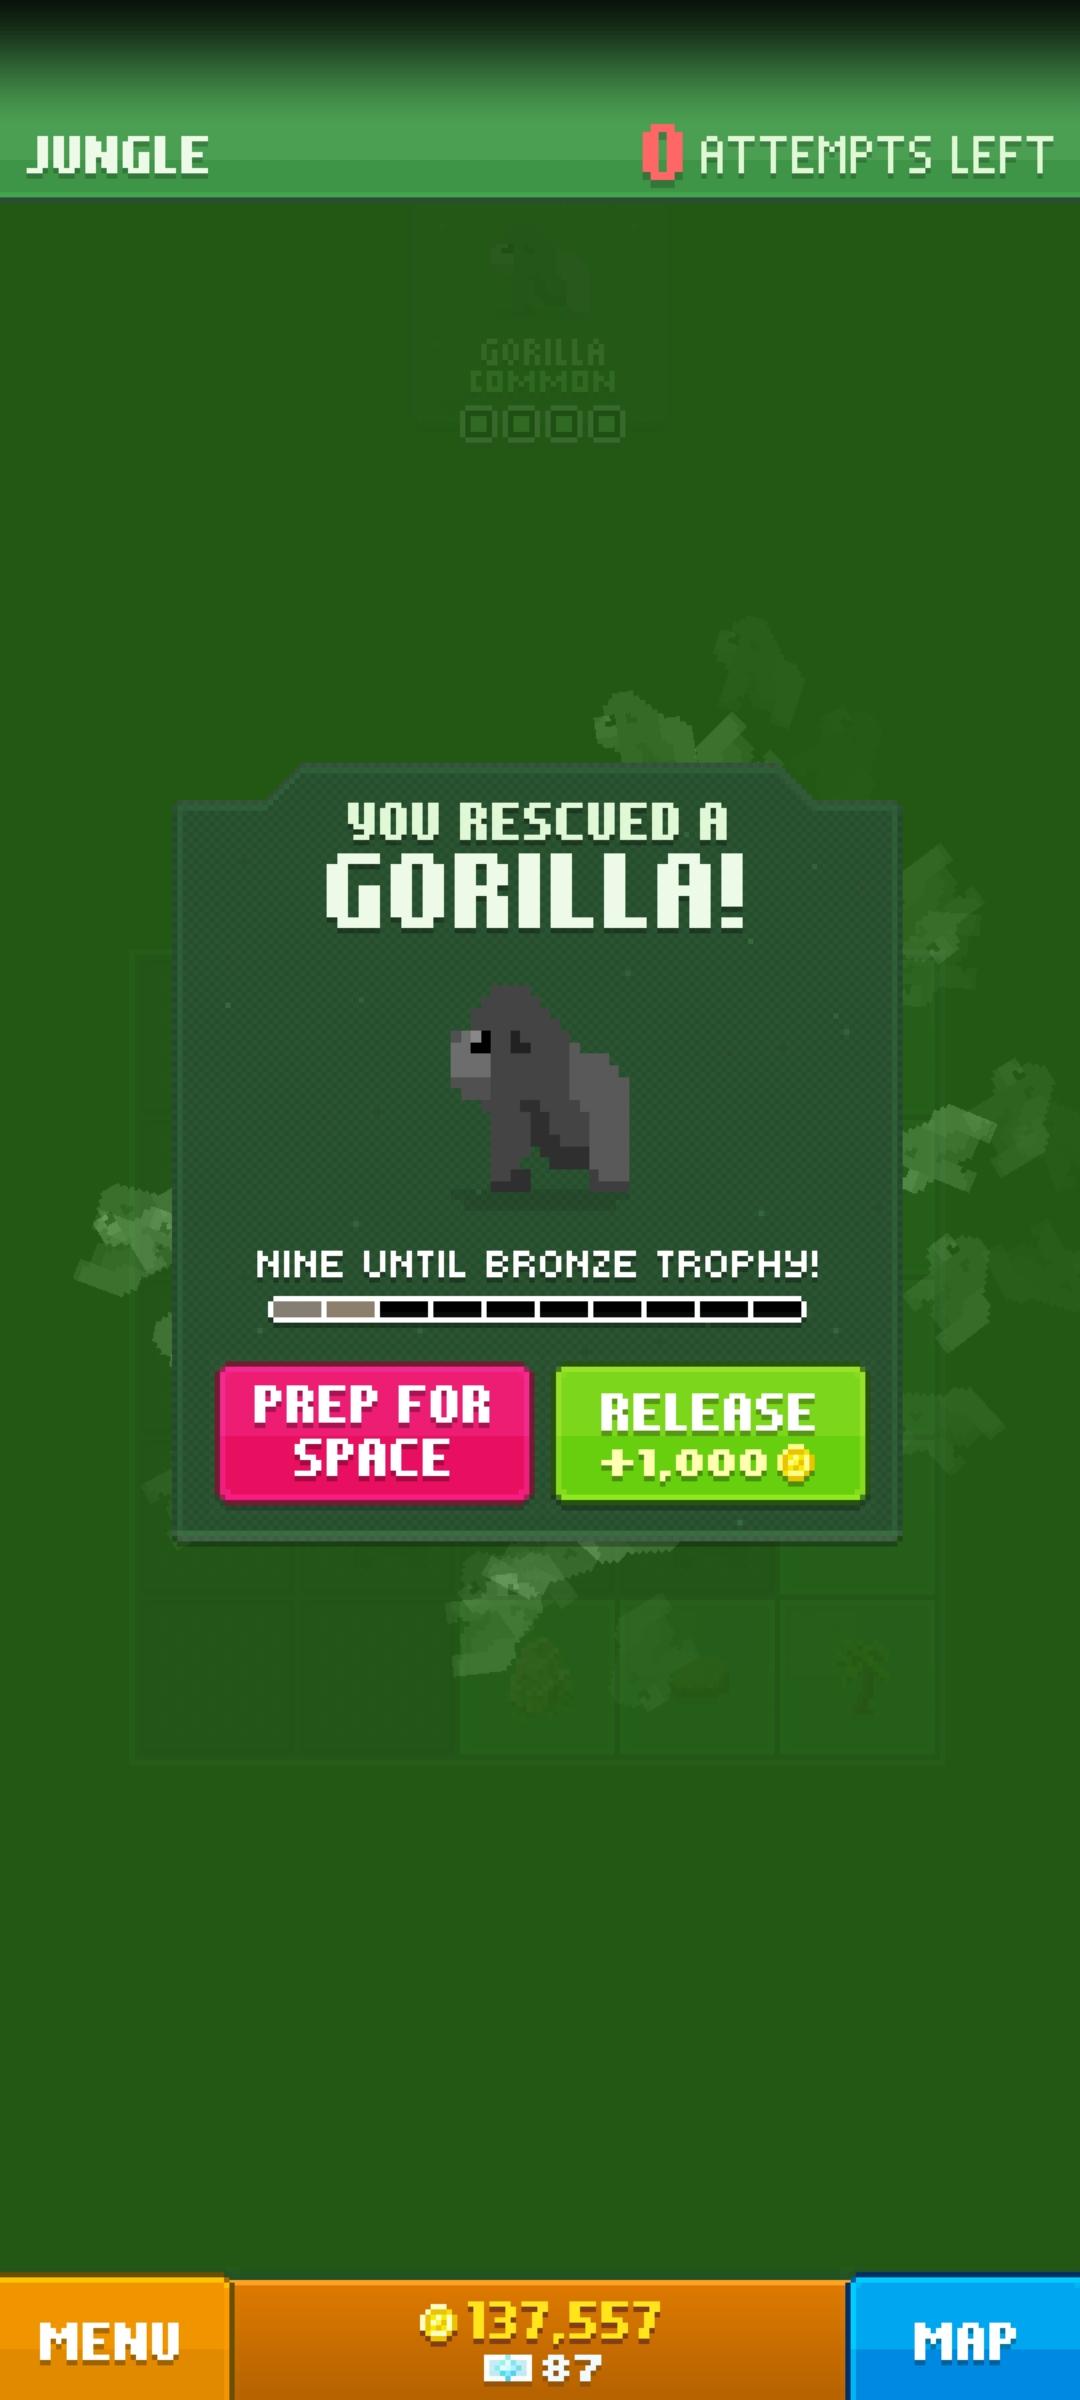 JUNGLE
0 ATTEMPTS LEFT
GORILLA
COMMON
YOU RESCUED A
GORILLA!
NINE UNTIL BRONZE TROPHY!
PREP FOR
SPACE
RELEASE
+1,000
MENU
137,557
87
MAP